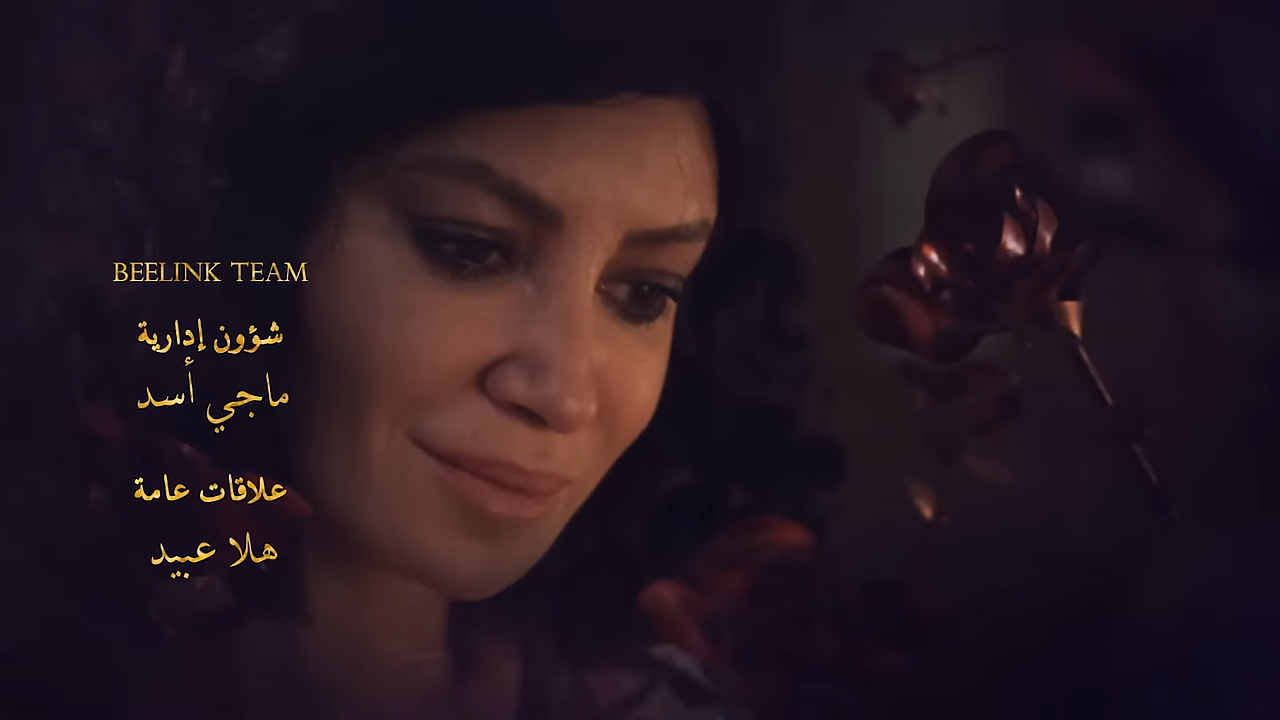 BEELINK TEAM
شؤون إدارية
ماجي أسد
علاقات عامة
هلا عبيد